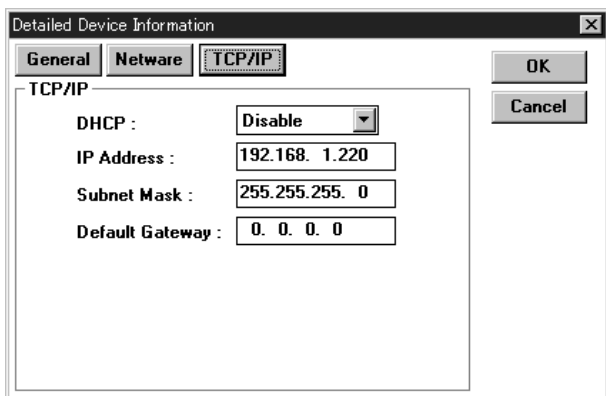 Detailed Device Information
General Netware TCP/IP
OK
Cancel
TCP/IP
DHCP : Disable
IP Address : 192.168. 1.220
Subnet Mask : 255.255.255. 0
Default Gateway : 0. 0. 0. 0